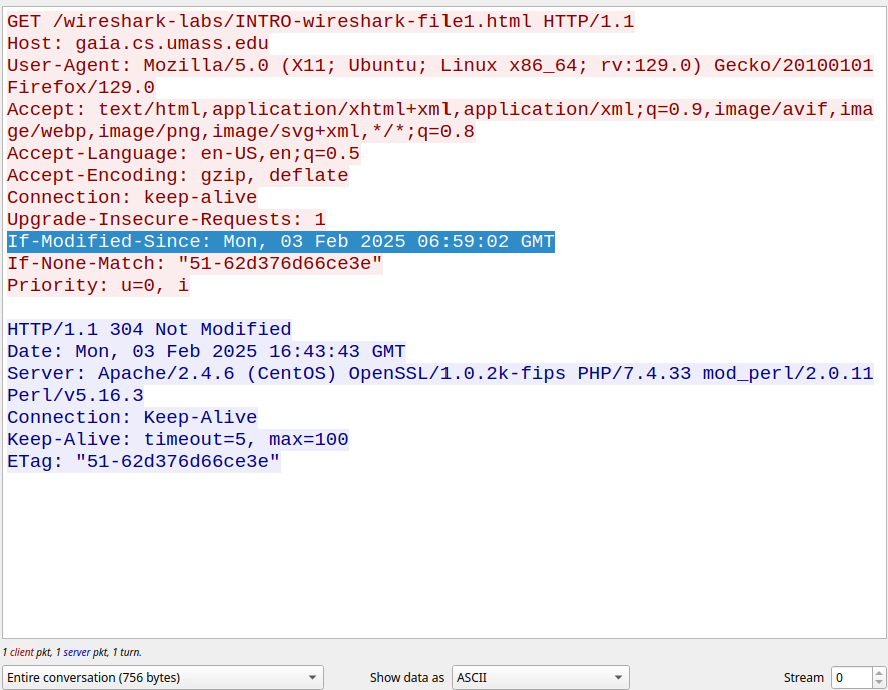 GET /wireshark-labs/INTRO-wireshark-file1.html HTTP/1.1
Host: gaia.cs.umass.edu
User-Agent: Mozilla/5.0 (X11; Ubuntu; Linux x86_64; rv:129.0) Gecko/20100101
Firefox/129.0
Accept: text/html,application/xhtml+xml,application/xml;q=0.9,image/avif,ima
ge/webp,image/png,image/svg+xml,*/*;q=0.8
Accept-Language: en-US,en;q=0.5
Accept-Encoding: gzip, deflate
Connection: keep-alive
Upgrade-Insecure-Requests: 1
If-Modified-Since: Mon, 03 Feb 2025 06:59:02 GMT
If-None-Match: "51-62d376d66ce3e"
Priority: u=0, i

HTTP/1.1 304 Not Modified
Date: Mon, 03 Feb 2025 16:43:43 GMT
Server: Apache/2.4.6 (CentOS) OpenSSL/1.0.2k-fips PHP/7.4.33 mod_perl/2.0.11
Perl/v5.16.3
Connection: Keep-Alive
Keep-Alive: timeout=5, max=100
ETag: "51-62d376d66ce3e"

1 client pkt, 1 server pkt, 1 turn.
Entire conversation (756 bytes) Show data as ASCII Stream 0